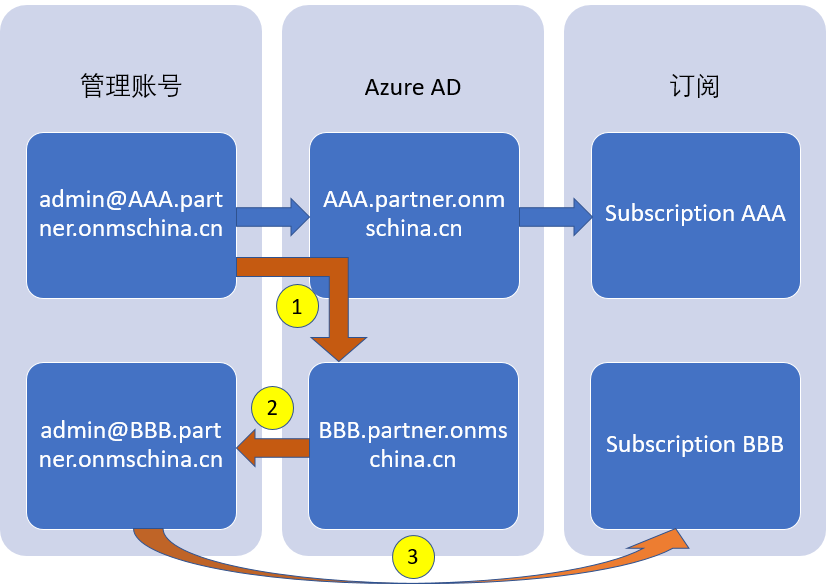 管理账号
Azure AD
订阅
admin@AAA.part
ner.onmschina.cn
AAA.partner.onm
schina.cn
Subscription AAA
1
admin@BBB.part
ner.onmschina.cn
2
BBB.partner.onms
china.cn
Subscription BBB
3